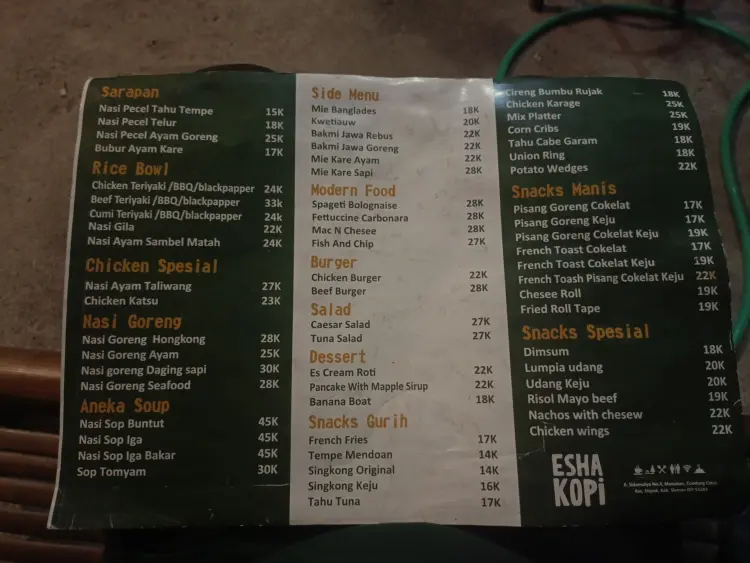 Sarapan
Nasi Pecel Tahu Tempe 15K
Nasi Pecel Telur 18K
Nasi Pecel Ayam Goreng 25K
Bubur Ayam Kare 17K
Rice Bowl
Chicken Teriyaki /BBQ/blackpapper 24K
Beef Teriyaki /BBQ/blackpapper 33k
Cumi Teriyaki /BBQ/blackpapper 24k
Nasi Gila 22K
Nasi Ayam Sambel Matah 24K
Chicken Spesial
Nasi Ayam Taliwang 27K
Chicken Katsu 23K
Nasi Goreng
Nasi Goreng Hongkong 28K
Nasi Goreng Ayam 25K
Nasi goreng Daging sapi 30K
Nasi Goreng Seafood 28K
Aneka Soup
Nasi Sop Buntut 45K
Nasi Sop Iga 45K
Nasi Sop Iga Bakar 45K
Sop Tomyam 30K
Side Menu
Mie Banglades 18K
Kwetiauw 20K
Bakmi Jawa Rebus 22K
Bakmi Jawa Goreng 22K
Mie Kare Ayam 22K
Mie Kare Sapi 28K
Modern Food
Spageti Bolognaise 28K
Fettuccine Carbonara 28K
Mac N Chesee 28K
Fish And Chip 27K
Burger
Chicken Burger 22K
Beef Burger 28K
Salad
Caesar Salad 27K
Tuna Salad 27K
Dessert
Es Cream Roti 22K
Pancake With Mapple Sirup 22K
Banana Boat 18K
Snacks Gurih
French Fries 17K
Tempe Mendoan 14K
Singkong Original 14K
Singkong Keju 16K
Tahu Tuna 17K
Cireng Bumbu Rujak 18K
Chicken Karage 25K
Mix Platter 25K
Corn Cribs 19K
Tahu Cabe Garam 18K
Union Ring 18K
Potato Wedges 22K
Snacks Manis
Pisang Goreng Cokelat 17K
Pisang Goreng Keju 17K
Pisang Goreng Cokelat Keju 19K
French Toast Cokelat 17K
French Toast Cokelat Keju 19K
French Toash Pisang Cokelat Keju 22K
Chesee Roll 19K
Fried Roll Tape 19K
Snacks Spesial
Dimsum 18K
Lumpia udang 20K
Udang Keju 20K
Risol Mayo beef 19K
Nachos with chesew 22K
Chicken wings 22K
ESHA
KOPI